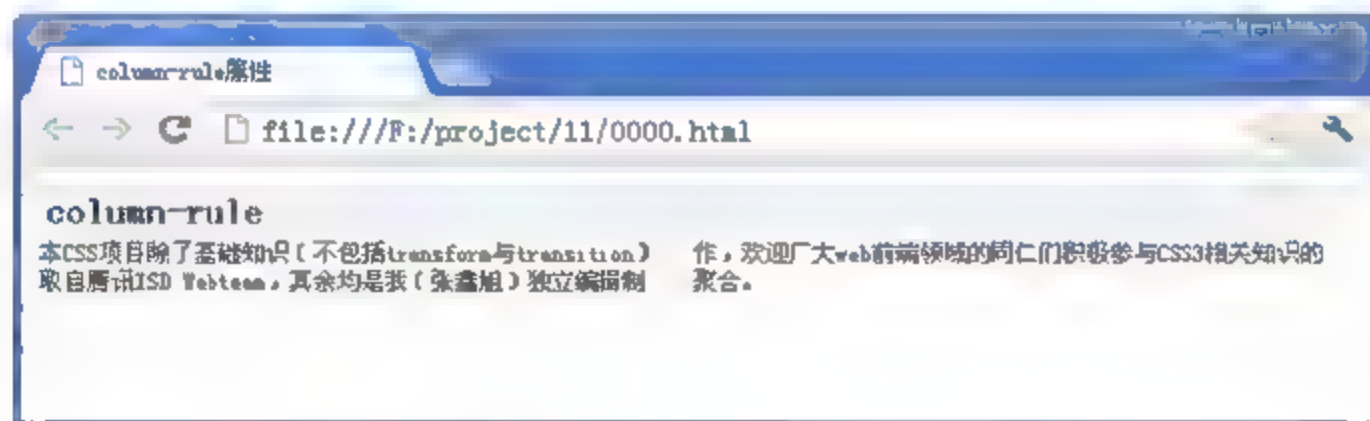 column-rule属性
file:///F:/project/11/0000.html
column-rule
本CSS项目除了基础知识(不包括transform与transition)
取自腾讯ISD Webteam，其余均是我(张鑫旭)独立编辑制
作，欢迎广大web前端领域的同仁们积极参与CSS3相关知识的
聚合。